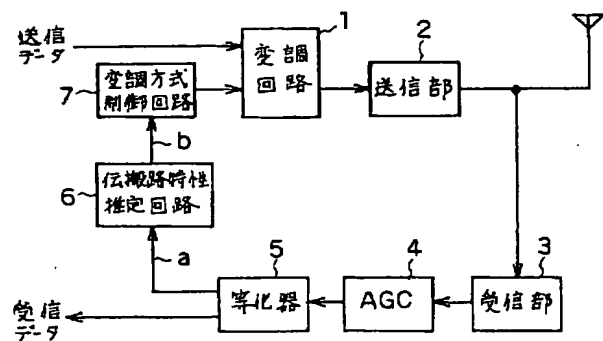 送信
データ
1
変調
回路
2
送信部
7
変調方式
制御回路
b
6
伝搬路特性
推定回路
a
5
等化器
4
AGC
3
受信部
受信
データ